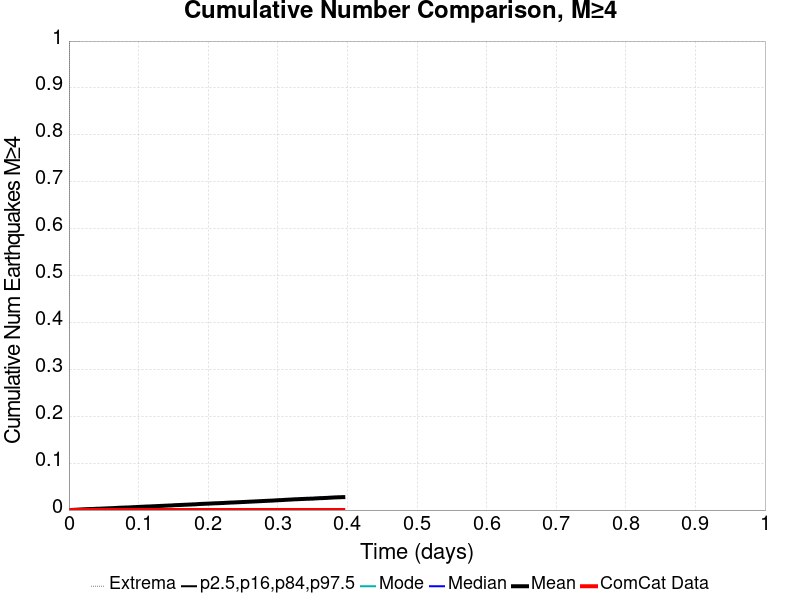 Cumulative Number Comparison, M≥4
Cumulative Num Earthquakes M≥4
1
0.9
0.8
0.7
0.6
0.5
0.4
0.3
0.2
0.1
0
0 0.1 0.2 0.3 0.4 0.5 0.6 0.7 0.8 0.9 1
Time (days)
Extrema p2.5,p16,p84,p97.5 Mode Median Mean ComCat Data